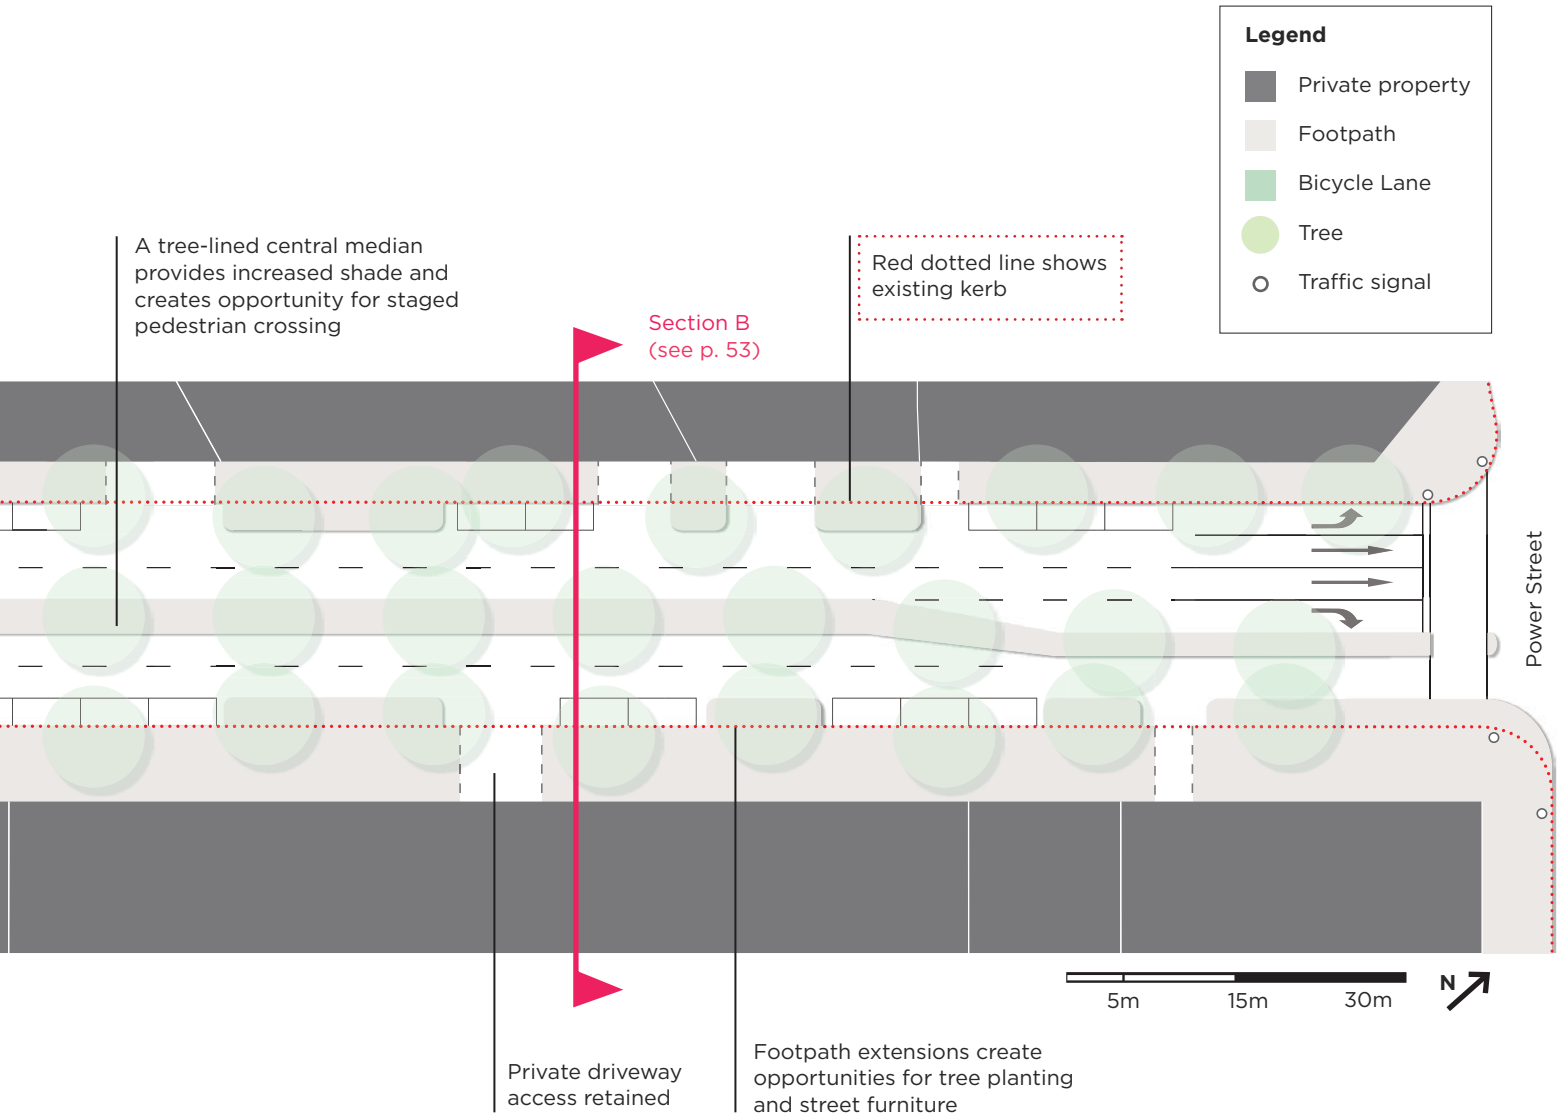 Legend
Private property
Footpath
Bicycle Lane
Tree
Traffic signal
A tree-lined central median
provides increased shade and
creates opportunity for staged
pedestrian crossing
Red dotted line shows
existing kerb
Section B
(see p. 53)
Power Street
5m
15m
30m
N
Private driveway
access retained
Footpath extensions create
opportunities for tree planting
and street furniture